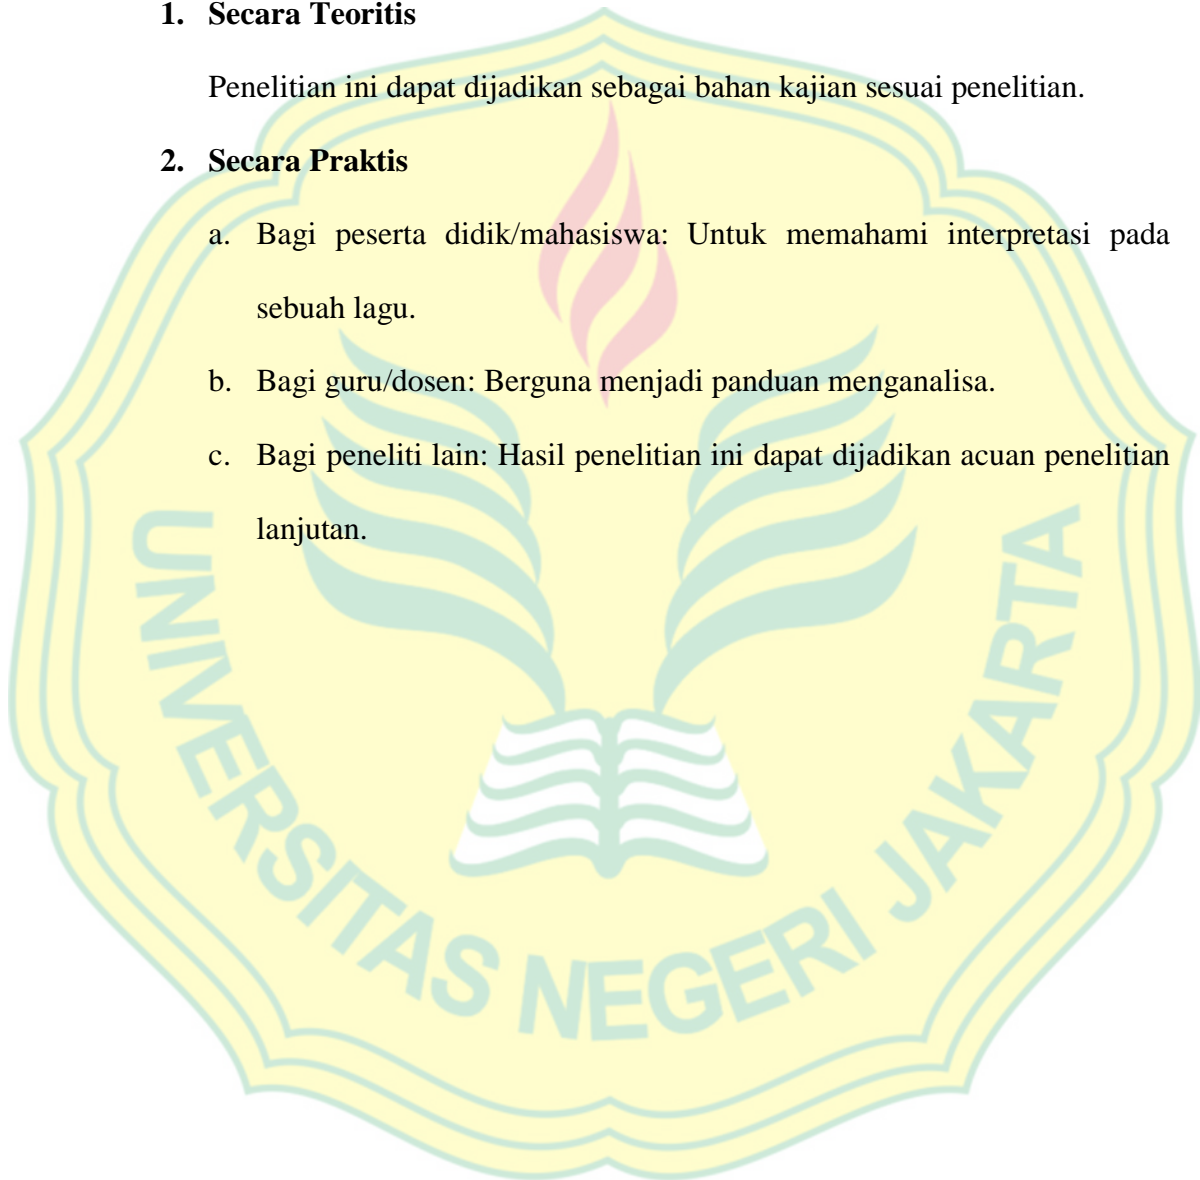 1. Secara Teoritis
Penelitian ini dapat dijadikan sebagai bahan kajian sesuai penelitian.
2. Secara Praktis
a. Bagi peserta didik/mahasiswa: Untuk memahami interpretasi pada
sebuah lagu.
b. Bagi guru/dosen: Berguna menjadi panduan menganalisa.
c. Bagi peneliti lain: Hasil penelitian ini dapat dijadikan acuan penelitian
lanjutan.
UNIVERSITAS NEGERI JAKARTA